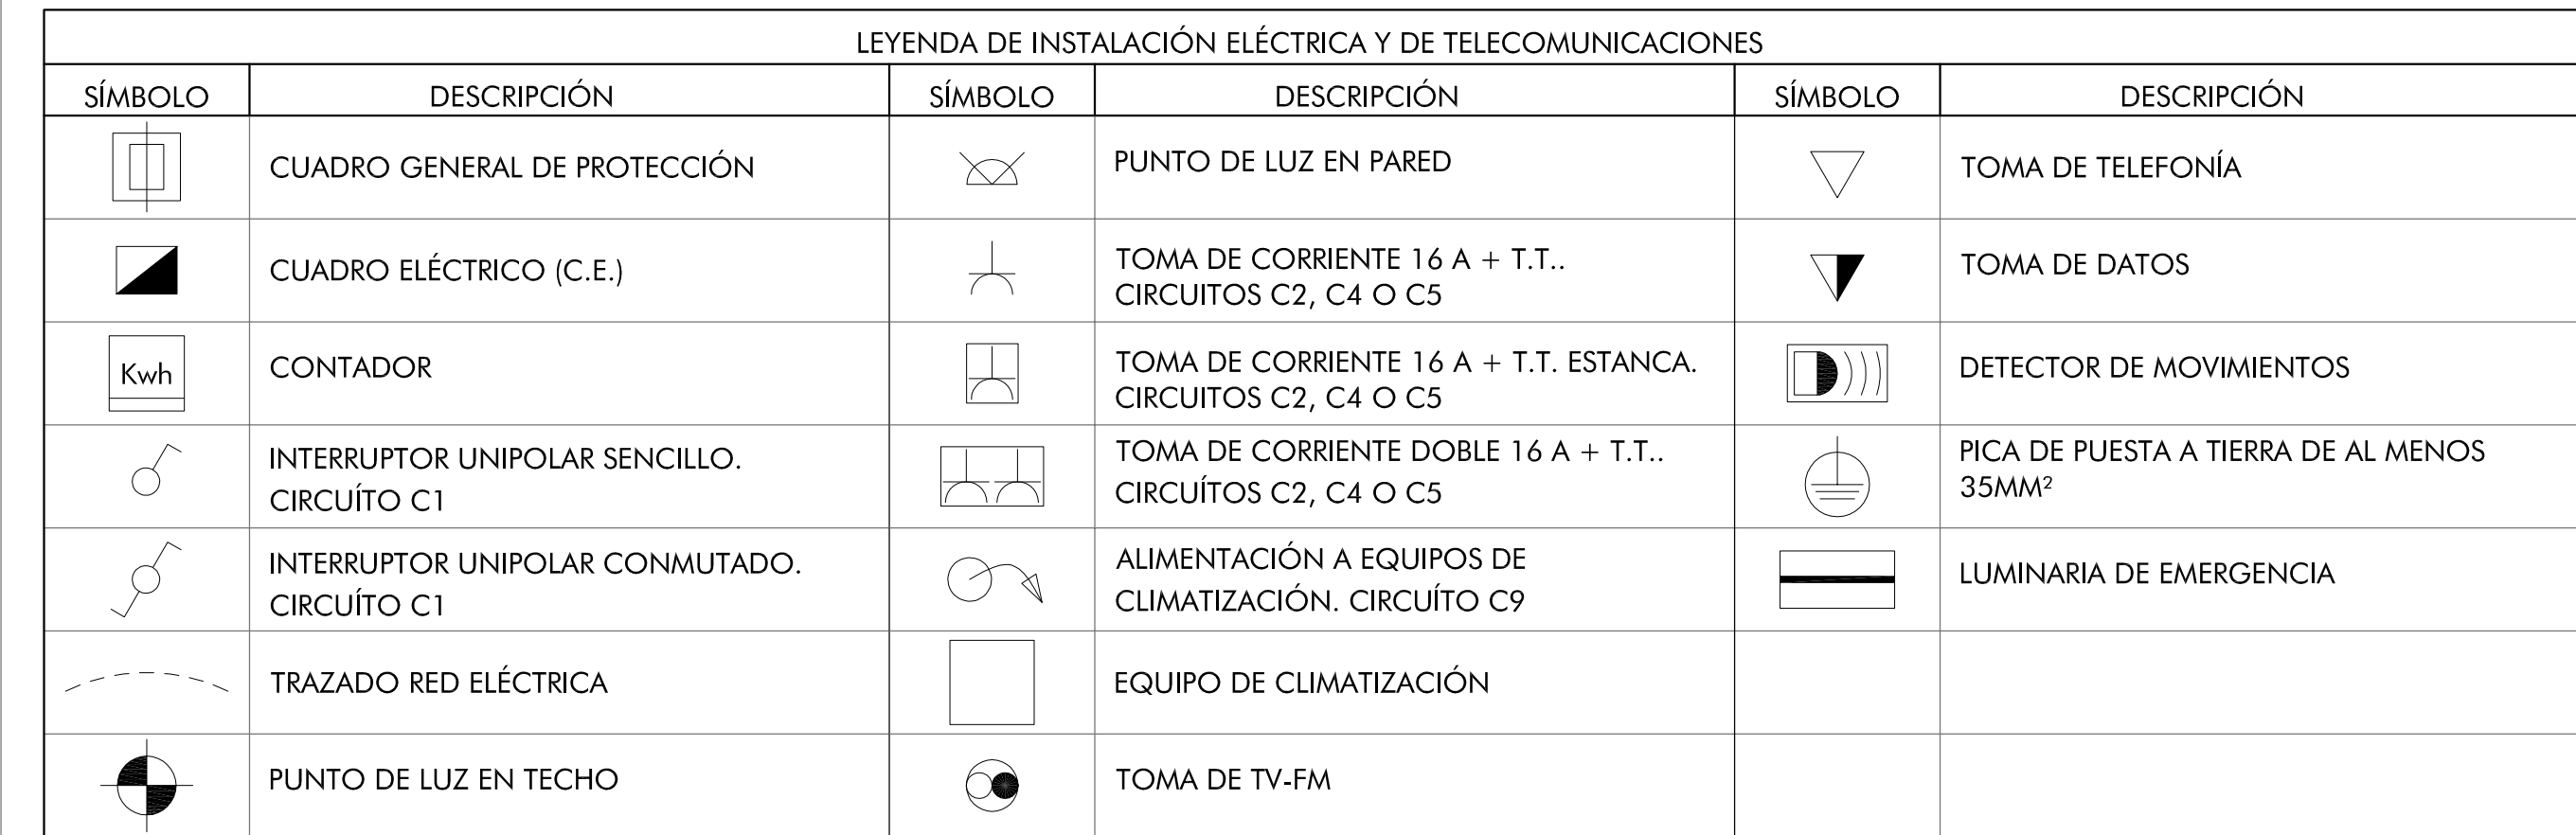 LEYENDA DE INSTALACIÓN ELÉCTRICA Y DE TELECOMUNICACIONES
SÍMBOLO DESCRIPCIÓN SÍMBOLO DESCRIPCIÓN SÍMBOLO DESCRIPCIÓN
CUADRO GENERAL DE PROTECCIÓN
PUNTO DE LUZ EN PARED
TOMA DE TELEFONÍA
CUADRO ELÉCTRICO (C.E.)
TOMA DE CORRIENTE 16 A + T.T..
CIRCUITOS C2, C4 O C5
TOMA DE DATOS
Kwh
CONTADOR
TOMA DE CORRIENTE 16 A + T.T. ESTANCA.
CIRCUITOS C2, C4 O C5
DETECTOR DE MOVIMIENTOS
INTERRUPTOR UNIPOLAR SENCILLO.
CIRCUÍTO C1
TOMA DE CORRIENTE DOBLE 16 A + T.T..
CIRCUÍTOS C2, C4 O C5
PICA DE PUESTA A TIERRA DE AL MENOS
35MM²
INTERRUPTOR UNIPOLAR CONMUTADO.
CIRCUÍTO C1
ALIMENTACIÓN A EQUIPOS DE
CLIMATIZACIÓN. CIRCUÍTO C9
LUMINARIA DE EMERGENCIA
TRAZADO RED ELÉCTRICA
EQUIPO DE CLIMATIZACIÓN
PUNTO DE LUZ EN TECHO
TOMA DE TV-FM